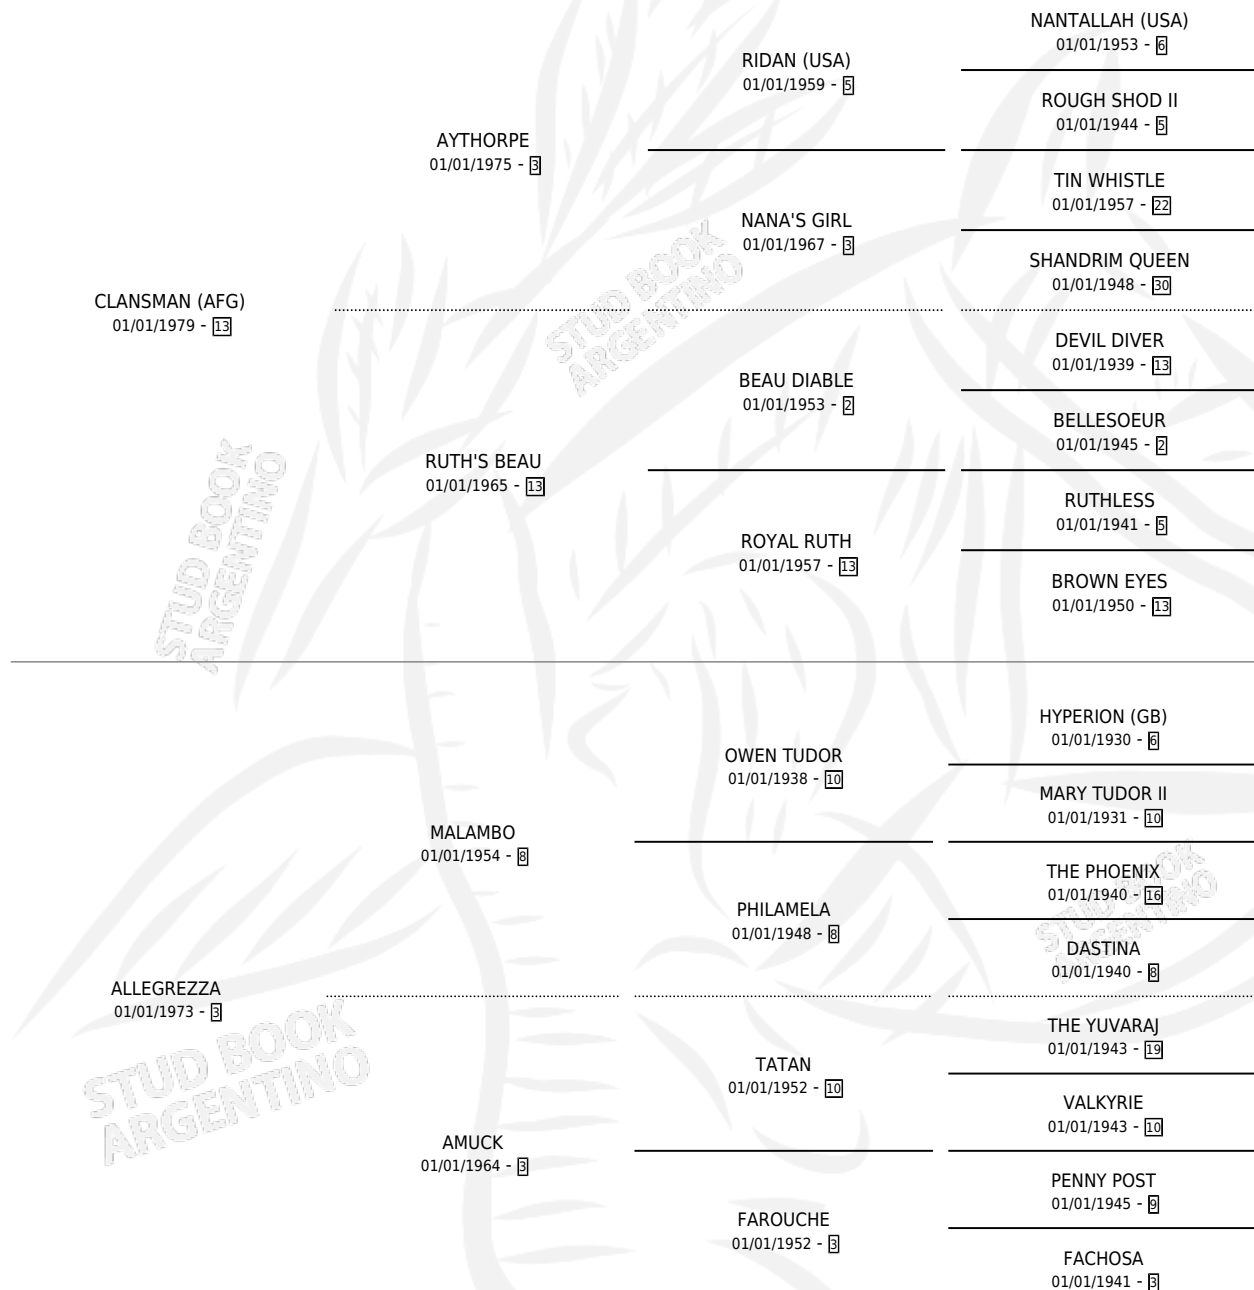 NANTALLAH (USA)
01/01/1953 - 6
RIDAN (USA)
01/01/1959 - 5
ROUGH SHOD II
01/01/1944 - 5
AYTHORPE
01/01/1975 - 3
TIN WHISTLE
01/01/1957 - 22
NANA'S GIRL
01/01/1967 - 3
SHANDRIM QUEEN
01/01/1948 - 30
CLANSMAN (AFG)
01/01/1979 - 13
DEVIL DIVER
01/01/1939 - 13
BEAU DIABLE
01/01/1953 - 2
BELLESOEUR
01/01/1945 - 2
RUTH'S BEAU
01/01/1965 - 13
RUTHLESS
01/01/1941 - 5
ROYAL RUTH
01/01/1957 - 13
BROWN EYES
01/01/1950 - 13
HYPERION (GB)
01/01/1930 - 6
OWEN TUDOR
01/01/1938 - 10
MARY TUDOR II
01/01/1931 - 10
MALAMBO
01/01/1954 - 8
THE PHOENIX
01/01/1940 - 16
PHILAMELA
01/01/1948 - 8
DASTINA
01/01/1940 - 8
ALLEGREZZA
01/01/1973 - 3
THE YUVARAJ
01/01/1943 - 19
TATAN
01/01/1952 - 10
VALKYRIE
01/01/1943 - 10
AMUCK
01/01/1964 - 3
PENNY POST
01/01/1945 - 9
FAROUCHE
01/01/1952 - 3
FACHOSA
01/01/1941 - 3
STUD BOOK
ARGENTINO
STUD BOOK
ARGENTINO
STUD BOOK
ARGENTINO
STUD BOOK
ARGENTINO